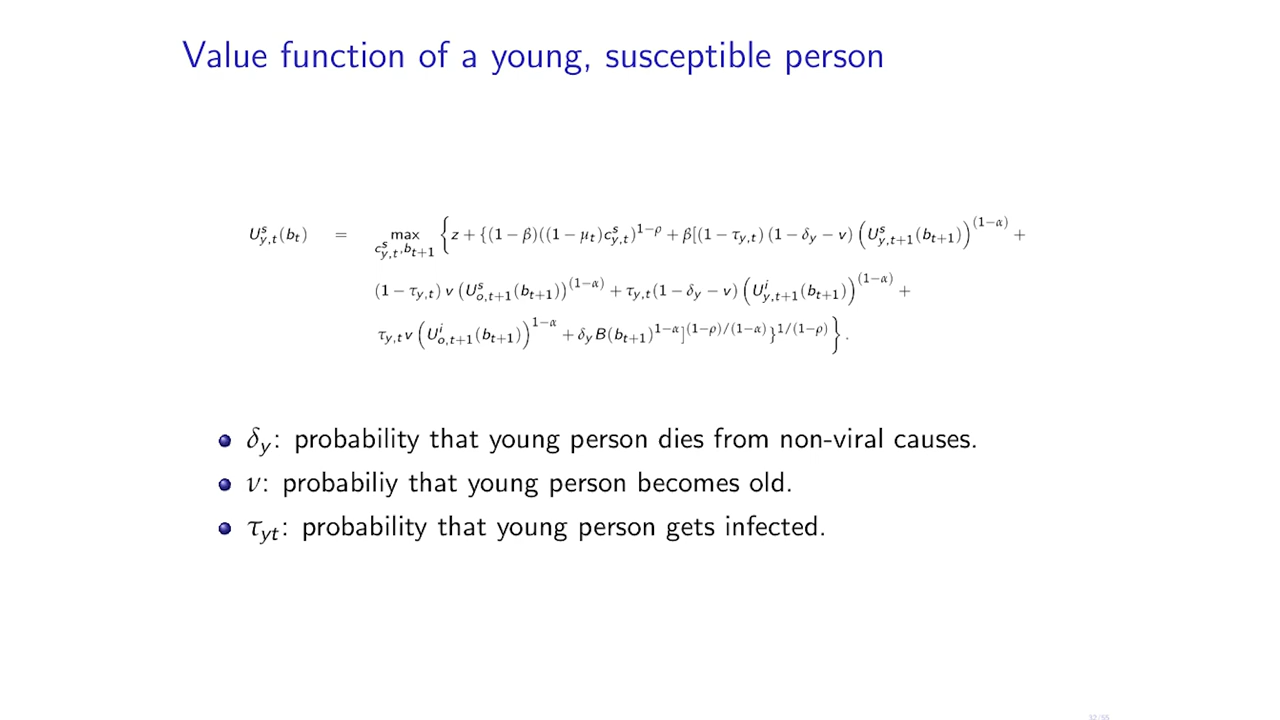 Value function of a young, susceptible person
U^s_{y,t}(b_t) = max_{c^s_{y,t}, b_{t+1}} { z + {(1 − β)((1 − μ_t)c^s_{y,t})^{1−ρ} + β[(1 − τ_{y,t}) (1 − δ_y − ν) (U^s_{y,t+1}(b_{t+1}))^{(1−α)} +
(1 − τ_{y,t}) ν (U^s_{o,t+1}(b_{t+1}))^{(1−α)} + τ_{y,t}(1 − δ_y − ν) (U^i_{y,t+1}(b_{t+1}))^{(1−α)} +
τ_{y,t}ν (U^i_{o,t+1}(b_{t+1}))^{1−α} + δ_y B(b_{t+1})^{1−α}]^{(1−ρ)/(1−α)}}^{1/(1−ρ)} } .
δ_y: probability that young person dies from non-viral causes.
ν: probabiliy that young person becomes old.
τ_{yt}: probability that young person gets infected.
32/55